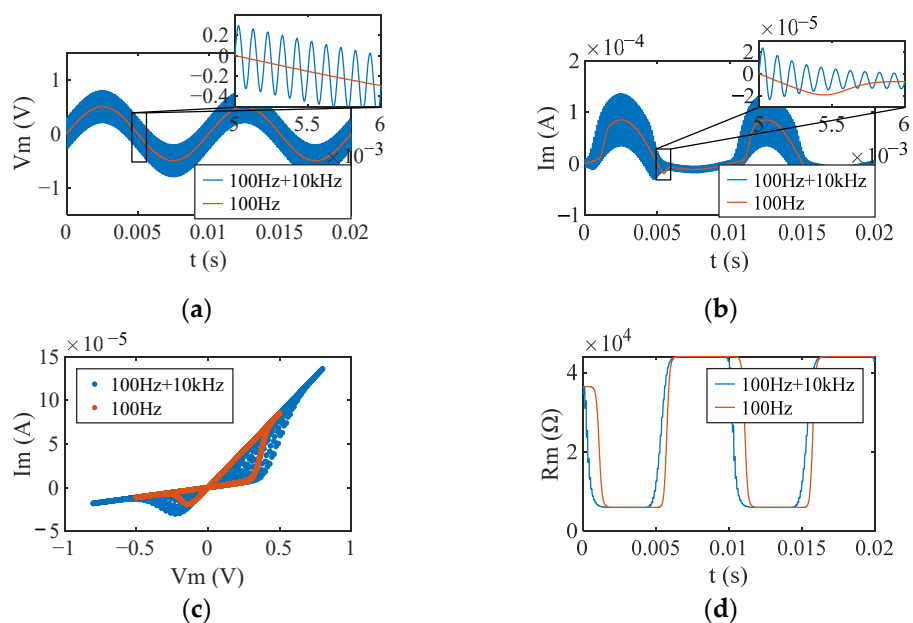 0.2
0
−0.2
−0.4
5
5.5
6
× 10⁻³
1
0
−1
Vm (V)
100Hz+10kHz
100Hz
0
0.005
0.01
0.015
0.02
t (s)
(a)
× 10⁻⁴
× 10⁻⁵
2
0
−2
5
5.5
6
× 10⁻³
2
1
0
−1
Im (A)
100Hz+10kHz
100Hz
0
0.005
0.01
0.015
0.02
t (s)
(b)
× 10⁻⁵
15
10
5
0
−5
Im (A)
100Hz+10kHz
100Hz
−1
−0.5
0
0.5
1
Vm (V)
(c)
× 10⁴
4
2
0
Rm (Ω)
100Hz+10kHz
100Hz
0
0.005
0.01
0.015
0.02
t (s)
(d)